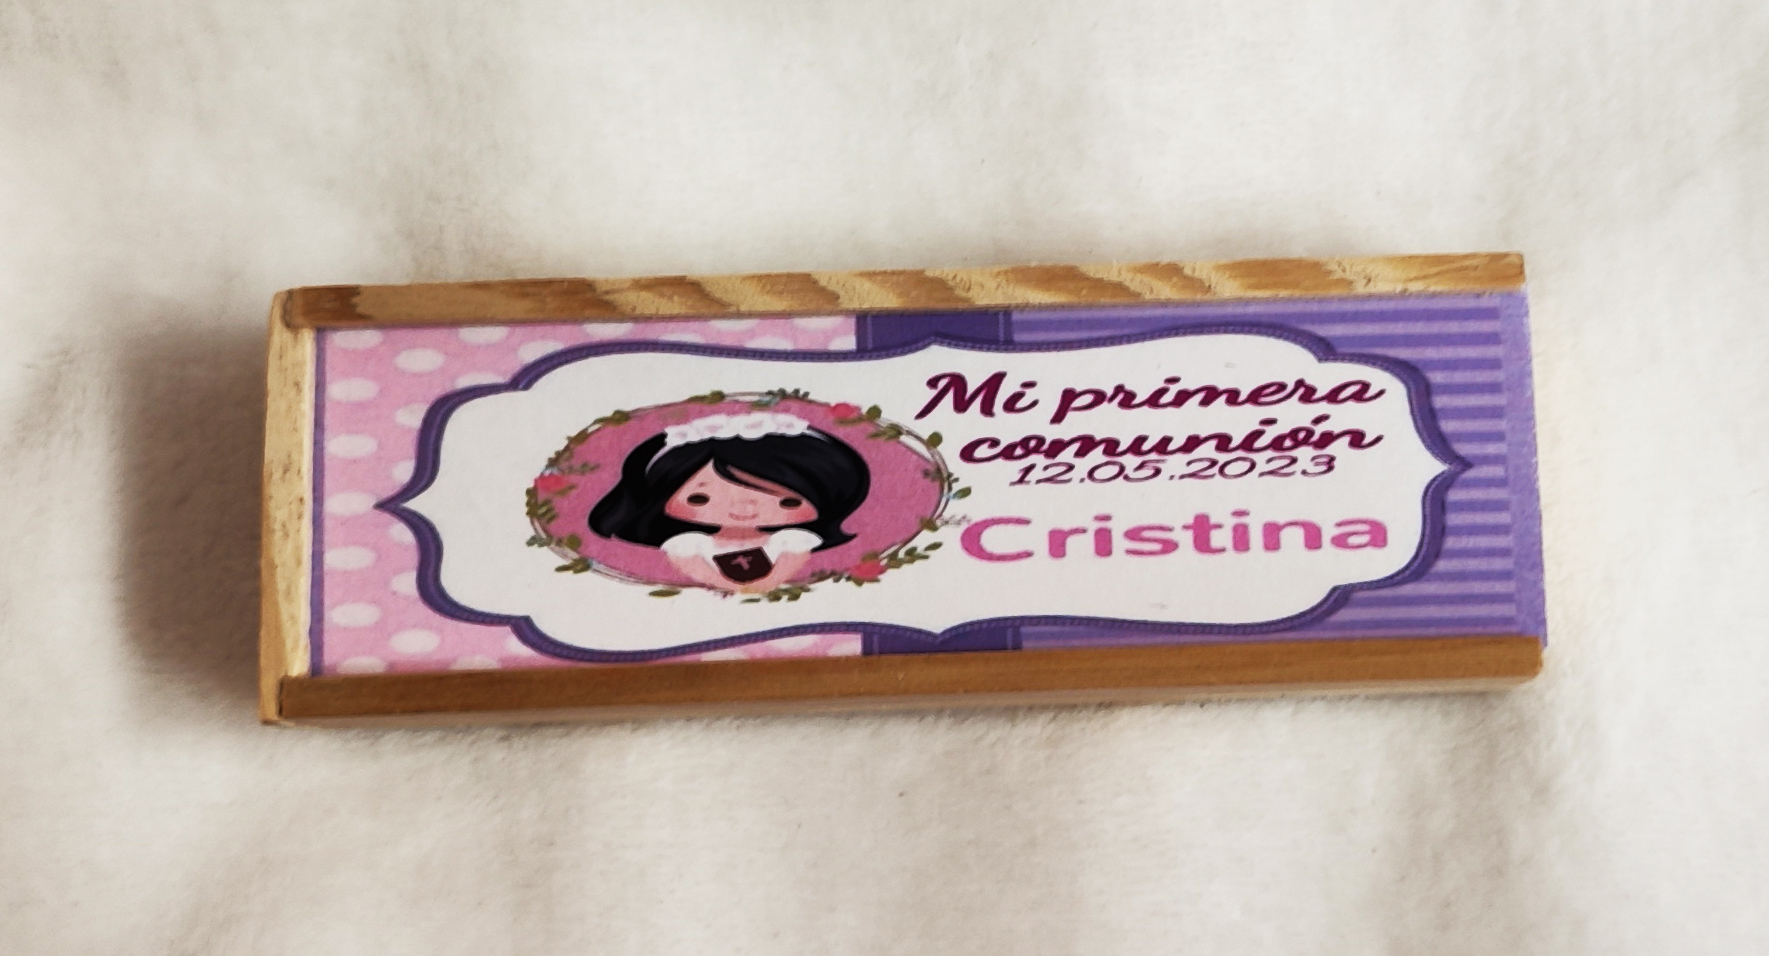 Mi primera
comunión
12.05.2023
Cristina